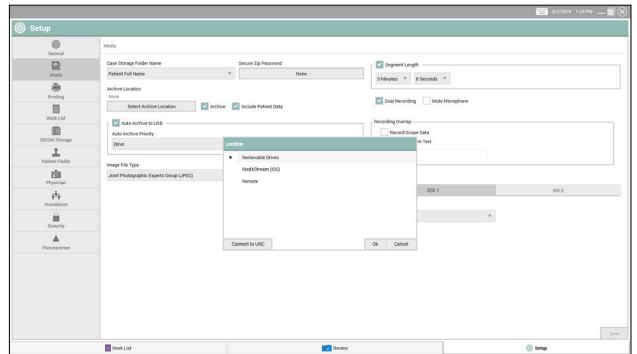 3/7/2016 1:24 PM
Setup
General
Media
Printing
Work List
DICOM Storage
Patient Fields
Physician
Procedures
Security
Fluorescence
Media
Case Storage Folder Name
Patient Full Name
Secure Zip Password
None
Archive Location
None
Select Archive Location
Archive
Include Patient Data
Auto Archive to USB
Auto Archive Priority
Drive
Image File Type
Joint Photographic Experts Group (JPEG)
Segment Length
5 Minutes
0 Seconds
Dual Recording
Mute Microphone
Recording Overlay
Record Scope Data
m Text
SDI 1
SDI 2
Location
Removable Drives
MediXStream (iOS)
Remote
Connect to UNC
Ok
Cancel
Save
Work List
Review
Setup